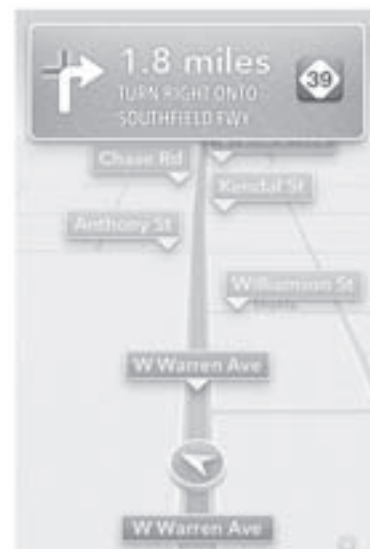 1.8 miles
TURN RIGHT ONTO
SOUTHFIELD FWY
39
Chase Rd
Kendal St
Anthony St
Williamson St
W Warren Ave
W Warren Ave